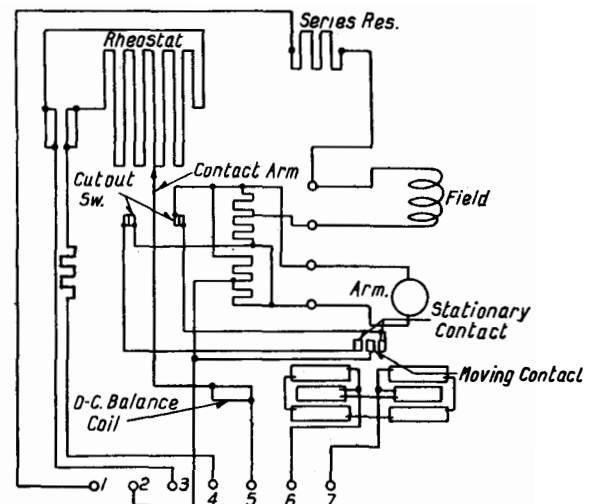 Series Res.
Rheostat
Contact Arm
Cutout
Sw.
Field
Arm.
Stationary
Contact
Moving Contact
D-C. Balance
Coil
1 2 3 4 5 6 7